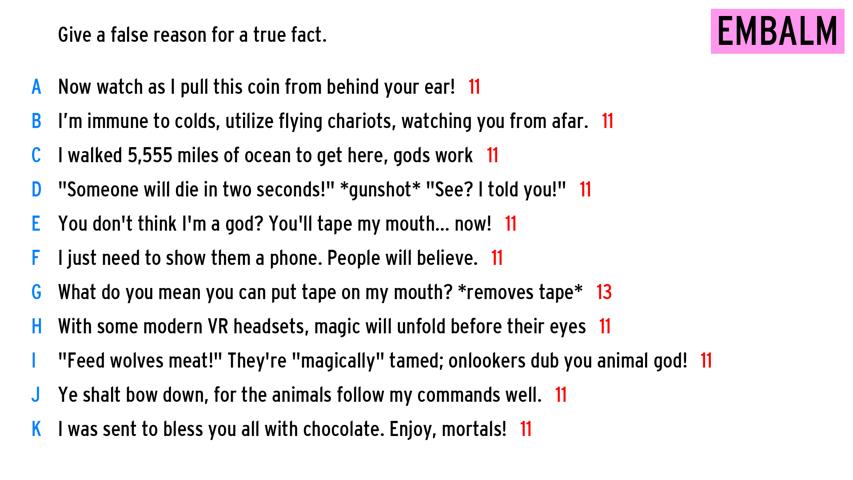 Give a false reason for a true fact.
EMBALM
A Now watch as I pull this coin from behind your ear! 11
B I'm immune to colds, utilize flying chariots, watching you from afar. 11
C I walked 5,555 miles of ocean to get here, gods work 11
D "Someone will die in two seconds!" *gunshot* "See? I told you!" 11
E You don't think I'm a god? You'll tape my mouth... now! 11
F I just need to show them a phone. People will believe. 11
G What do you mean you can put tape on my mouth? *removes tape* 13
H With some modern VR headsets, magic will unfold before their eyes 11
I "Feed wolves meat!" They're "magically" tamed; onlookers dub you animal god! 11
J Ye shalt bow down, for the animals follow my commands well. 11
K I was sent to bless you all with chocolate. Enjoy, mortals! 11